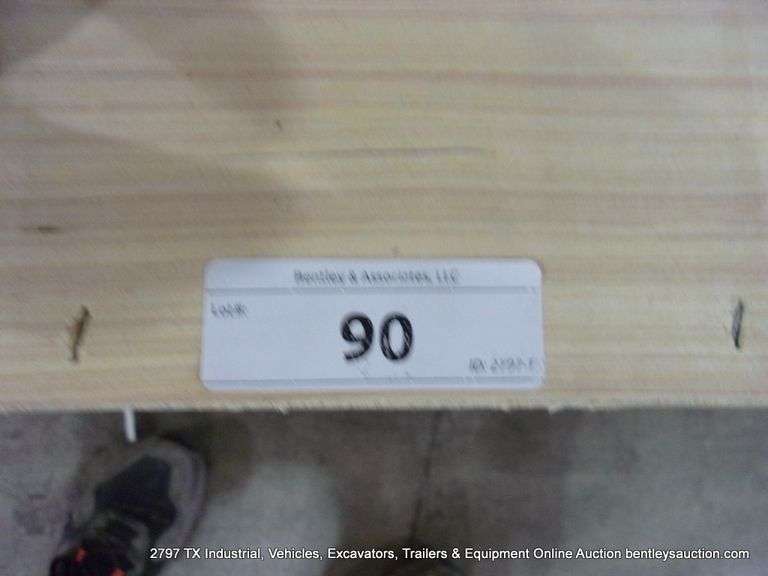 Bentley & Associates, LLC
Lot #:
90
2797 TX Industrial, Vehicles, Excavators, Trailers & Equipment Online Auction bentleysauction.com